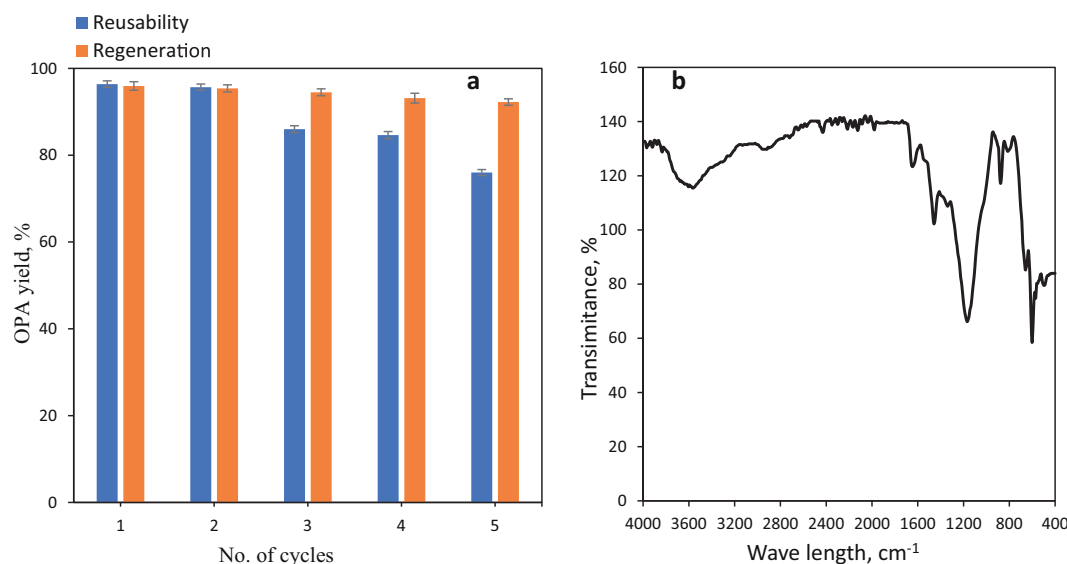 Reusability
Regeneration
a
OPA yield, %
100
80
60
40
20
0
1 2 3 4 5
No. of cycles
b
Transimitance, %
160
140
120
100
80
60
40
20
0
4000 3600 3200 2800 2400 2000 1600 1200 800 400
Wave length, cm-1